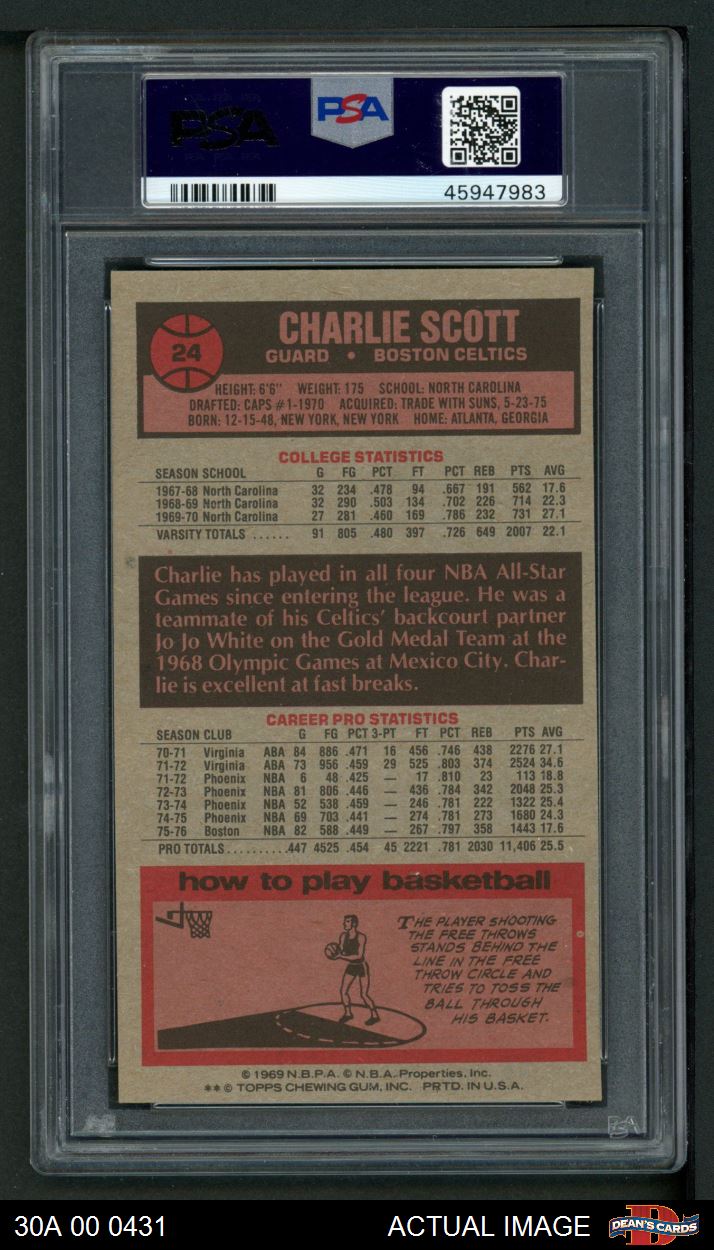 PSA
PSA
45947983
24
CHARLIE SCOTT
GUARD • BOSTON CELTICS
HEIGHT: 6'6" WEIGHT: 175 SCHOOL: NORTH CAROLINA
DRAFTED: CAPS #1-1970 ACQUIRED: TRADE WITH SUNS, 5-23-75
BORN: 12-15-48, NEW YORK, NEW YORK HOME: ATLANTA, GEORGIA
COLLEGE STATISTICS
SEASON SCHOOL G FG PCT FT PCT REB PTS AVG
1967-68 North Carolina 32 234 .478 94 .667 191 562 17.6
1968-69 North Carolina 32 290 .503 134 .702 226 714 22.3
1969-70 North Carolina 27 281 .460 169 .786 232 731 27.1
VARSITY TOTALS ...... 91 805 .480 397 .726 649 2007 22.1
Charlie has played in all four NBA All-Star
Games since entering the league. He was a
teammate of his Celtics' backcourt partner
Jo Jo White on the Gold Medal Team at the
1968 Olympic Games at Mexico City. Char-
lie is excellent at fast breaks.
CAREER PRO STATISTICS
SEASON CLUB G FG PCT 3-PT FT PCT REB PTS AVG
70-71 Virginia ABA 84 886 .471 16 456 .746 438 2276 27.1
71-72 Virginia ABA 73 956 .459 29 525 .803 374 2524 34.6
71-72 Phoenix NBA 6 48 .425 — 17 .810 23 113 18.8
72-73 Phoenix NBA 81 806 .446 — 436 .784 342 2048 25.3
73-74 Phoenix NBA 52 538 .459 — 246 .781 222 1322 25.4
74-75 Phoenix NBA 69 703 .441 — 274 .781 273 1680 24.3
75-76 Boston NBA 82 588 .449 — 267 .797 358 1443 17.6
PRO TOTALS..........447 4525 .454 45 2221 .781 2030 11,406 25.5
how to play basketball
THE PLAYER SHOOTING
THE FREE THROWS
STANDS BEHIND THE
LINE IN THE FREE
THROW CIRCLE AND
TRIES TO TOSS THE
BALL THROUGH
HIS BASKET.
© 1969 N.B.P.A. © N.B.A. Properties, Inc.
** © TOPPS CHEWING GUM, INC. PRTD. IN U.S.A.
PSA
30A 00 0431 ACTUAL IMAGE
DEAN'S CARDS